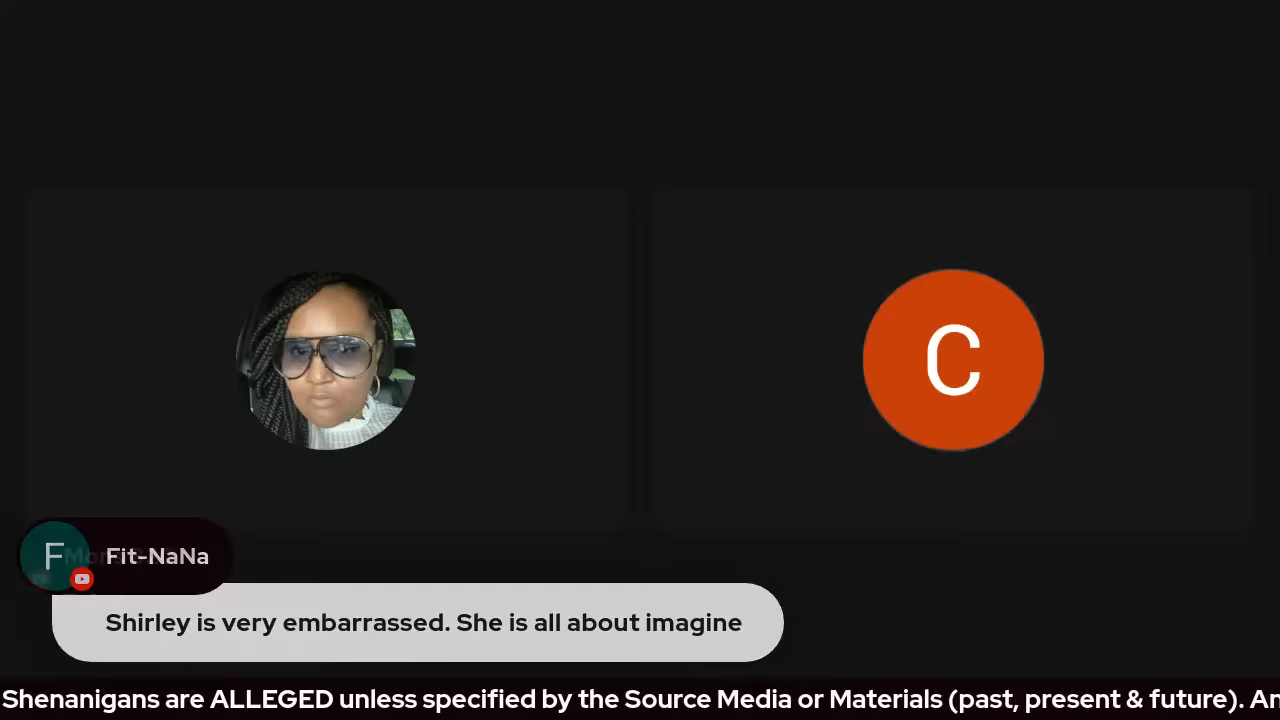 C
F
Fit-NaNa
Shirley is very embarrassed. She is all about imagine
Shenanigans are ALLEGED unless specified by the Source Media or Materials (past, present & future). An